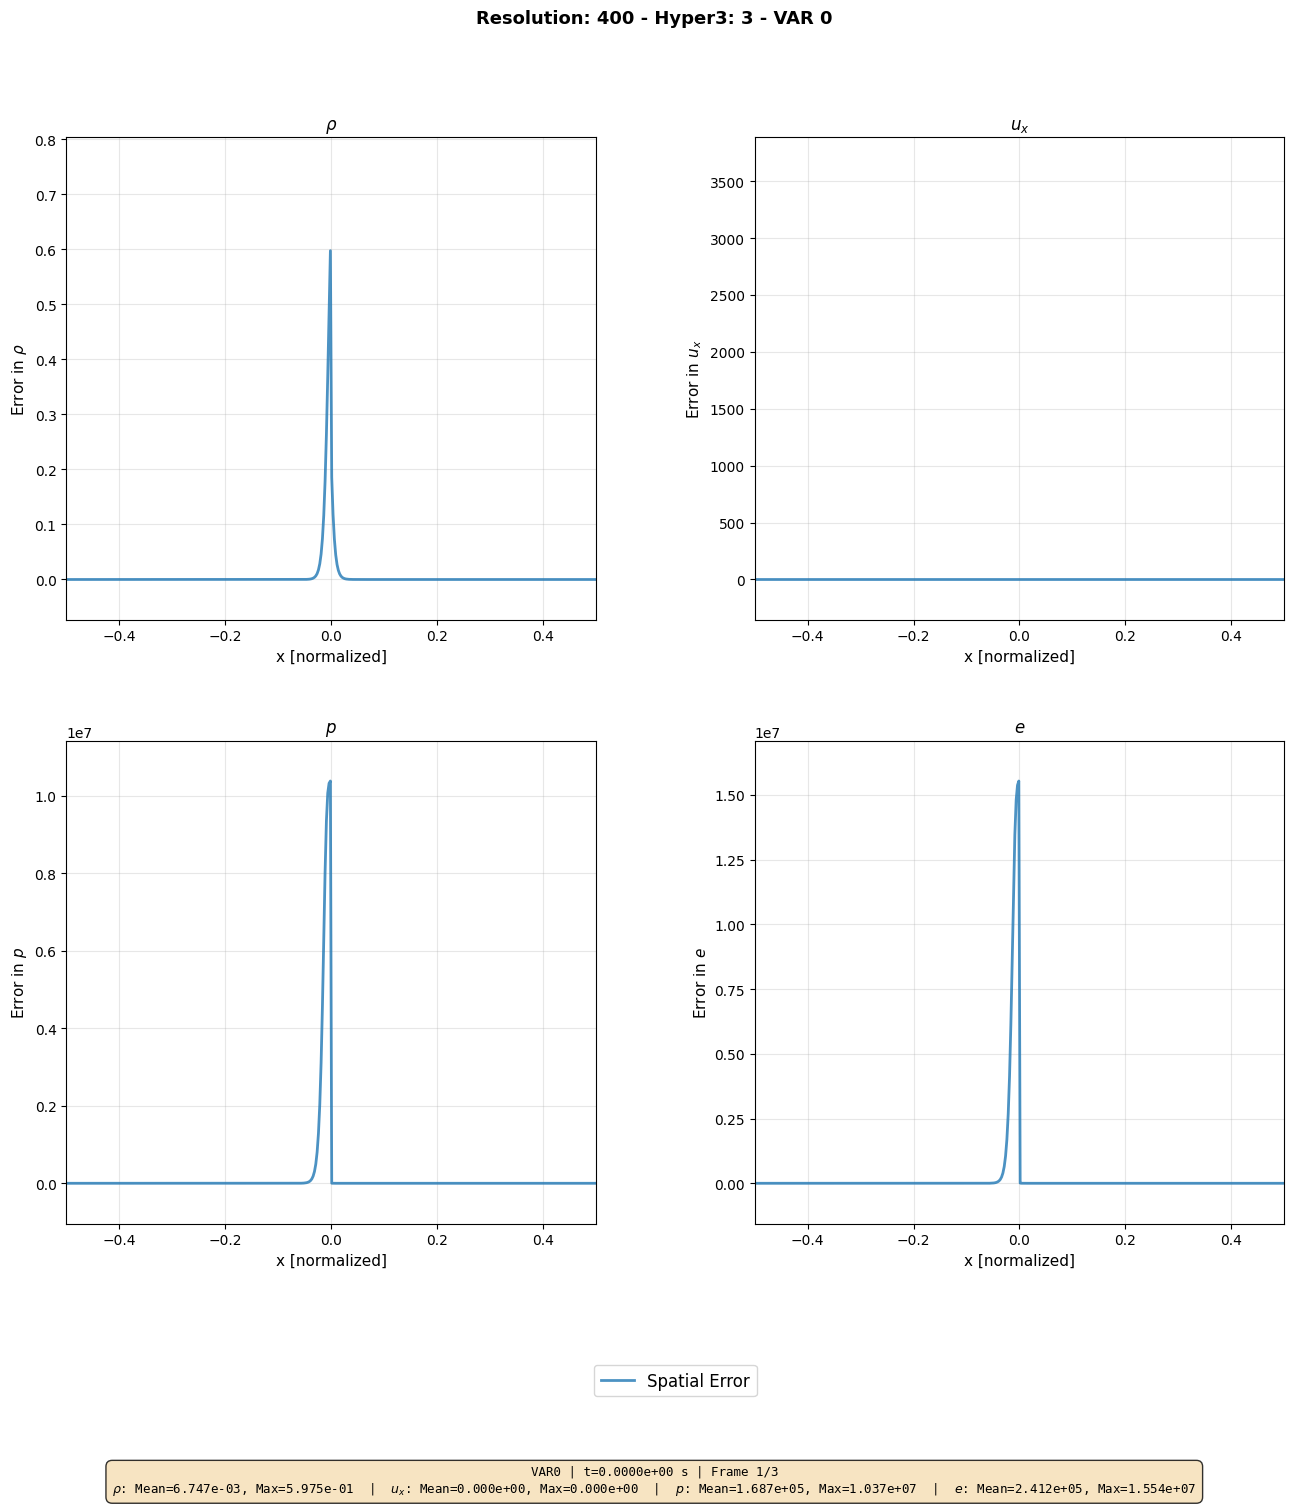 Resolution: 400 - Hyper3: 3 - VAR 0
ρ
0.8
0.7
0.6
0.5
0.4
0.3
0.2
0.1
0.0
Error in ρ
−0.4 −0.2 0.0 0.2 0.4
x [normalized]
u_x
3500
3000
2500
2000
1500
1000
500
0
Error in u_x
−0.4 −0.2 0.0 0.2 0.4
x [normalized]
p
1e7
1.0
0.8
0.6
0.4
0.2
0.0
Error in p
−0.4 −0.2 0.0 0.2 0.4
x [normalized]
e
1e7
1.50
1.25
1.00
0.75
0.50
0.25
0.00
Error in e
−0.4 −0.2 0.0 0.2 0.4
x [normalized]
Spatial Error
VAR0 | t=0.0000e+00 s | Frame 1/3
ρ: Mean=6.747e-03, Max=5.975e-01 | u_x: Mean=0.000e+00, Max=0.000e+00 | p: Mean=1.687e+05, Max=1.037e+07 | e: Mean=2.412e+05, Max=1.554e+07